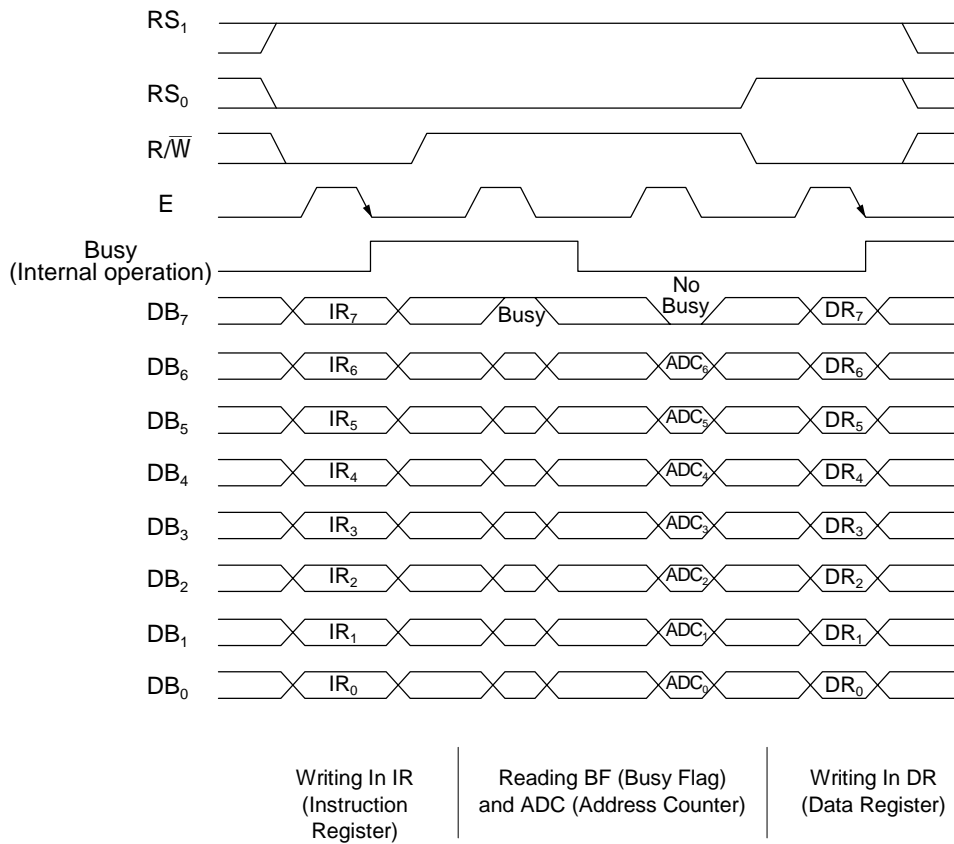 RS₁
RS₀
R/W̅
E
Busy
(Internal operation)
No
Busy
DB₇ IR₇ Busy DR₇
DB₆ IR₆ ADC₆ DR₆
DB₅ IR₅ ADC₅ DR₅
DB₄ IR₄ ADC₄ DR₄
DB₃ IR₃ ADC₃ DR₃
DB₂ IR₂ ADC₂ DR₂
DB₁ IR₁ ADC₁ DR₁
DB₀ IR₀ ADC₀ DR₀
Writing In IR
(Instruction
Register)
Reading BF (Busy Flag)
and ADC (Address Counter)
Writing In DR
(Data Register)